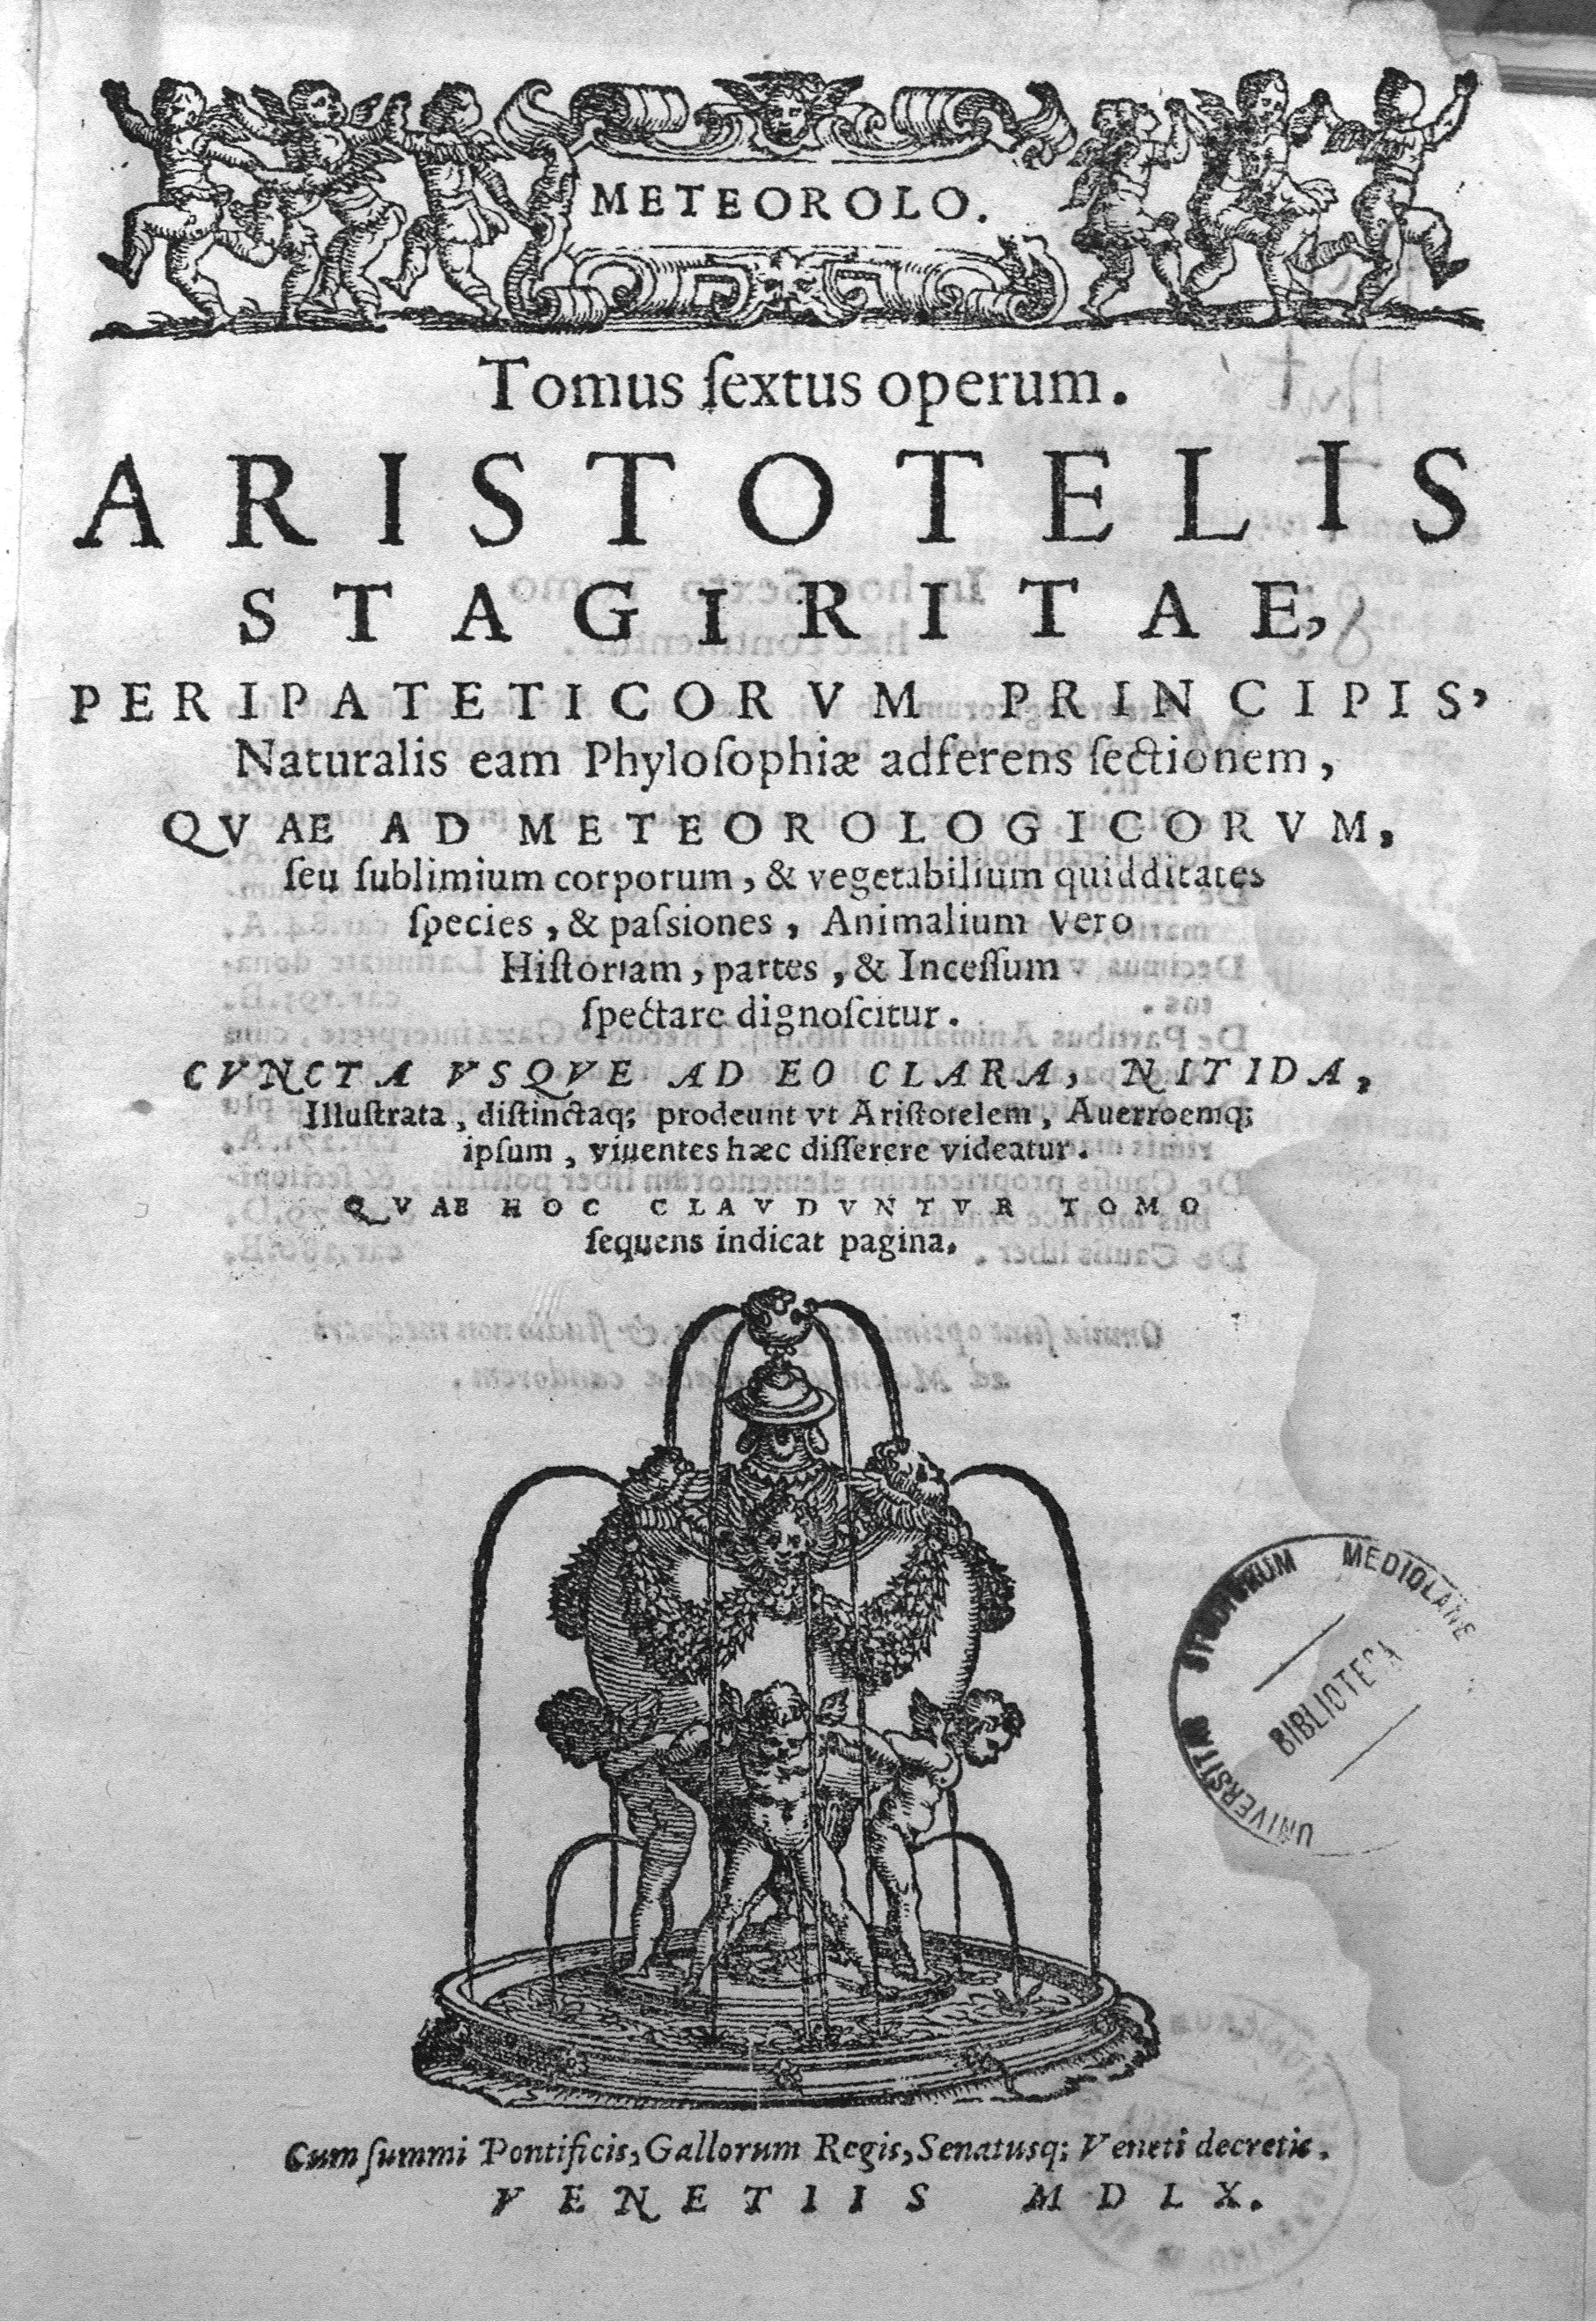 METEOROLO.
Tomus ſextus operum.
ARISTOTELIS
STAGIRITAE,
PERIPATETICORVM PRINCIPIS,
Naturalis eam Phyloſophiæ adferens ſectionem,
QVAE AD METEOROLOGICORVM,
ſeu ſublimium corporum, & vegetabilium quidditates
ſpecies, & paſsiones, Animalium vero
Hiſtoriam, partes, & Inceſſum
ſpectare dignoſcitur.
CVNCTA VSQVE AD EO CLARA, NITIDA,
Illuſtrata, diſtinctaq; prodeunt vt Ariſtotelem, Auerroemq;
ipſum, viuentes hæc diſſerere videatur.
QVAE HOC CLAVDVNTVR TOMO
ſequens indicat pagina.
UNIVERSITAS STUDIORUM MEDIOLANE
BIBLIOTECA
Cum ſummi Pontificis, Gallorum Regis, Senatusq; Veneti decretis.
VENETIIS MDLX.